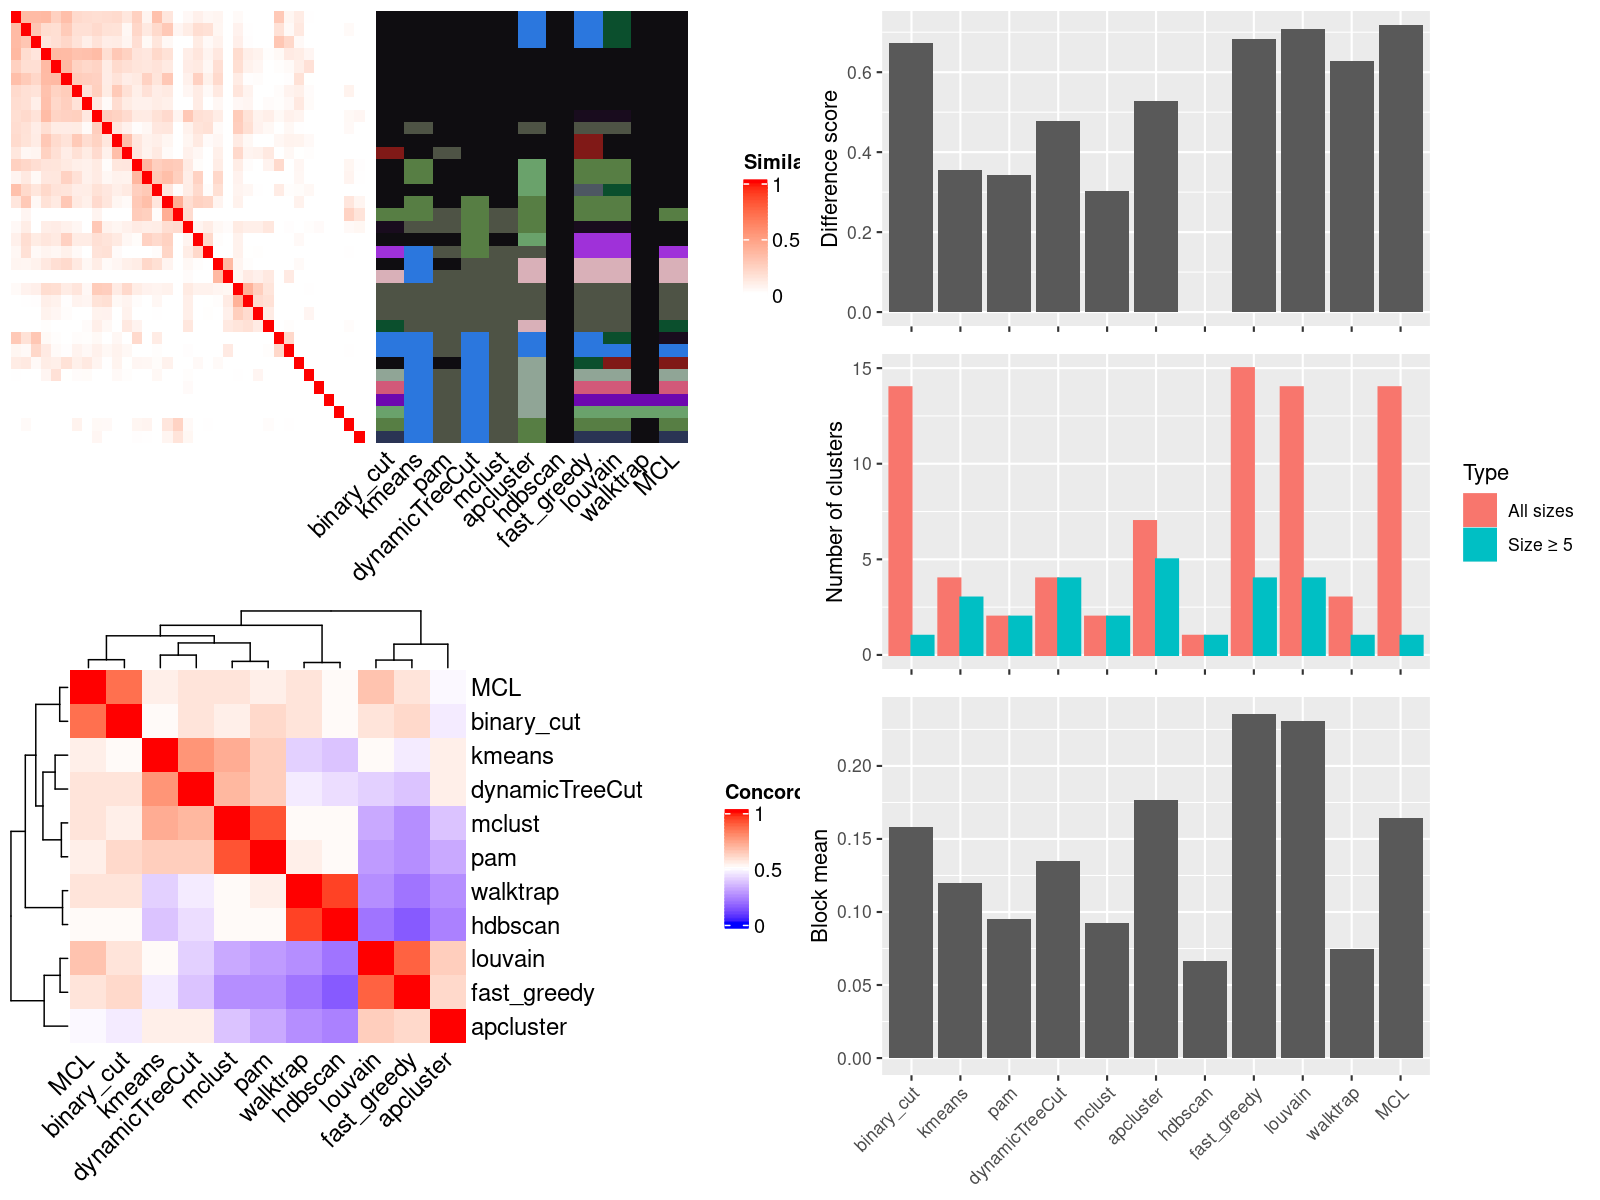 Simila
1
0.5
0
binary_cut
kmeans
pam
dynamicTreeCut
mclust
apcluster
hdbscan
fast_greedy
louvain
walktrap
MCL
Difference score
0.6
0.4
0.2
0.0
Number of clusters
15
10
5
0
Type
All sizes
Size ≥ 5
MCL
binary_cut
kmeans
dynamicTreeCut
mclust
pam
walktrap
hdbscan
louvain
fast_greedy
apcluster
MCL
binary_cut
kmeans
dynamicTreeCut
mclust
pam
walktrap
hdbscan
louvain
fast_greedy
apcluster
Concord
1
0.5
0
Block mean
0.20
0.15
0.10
0.05
0.00
binary_cut
kmeans
pam
dynamicTreeCut
mclust
apcluster
hdbscan
fast_greedy
louvain
walktrap
MCL